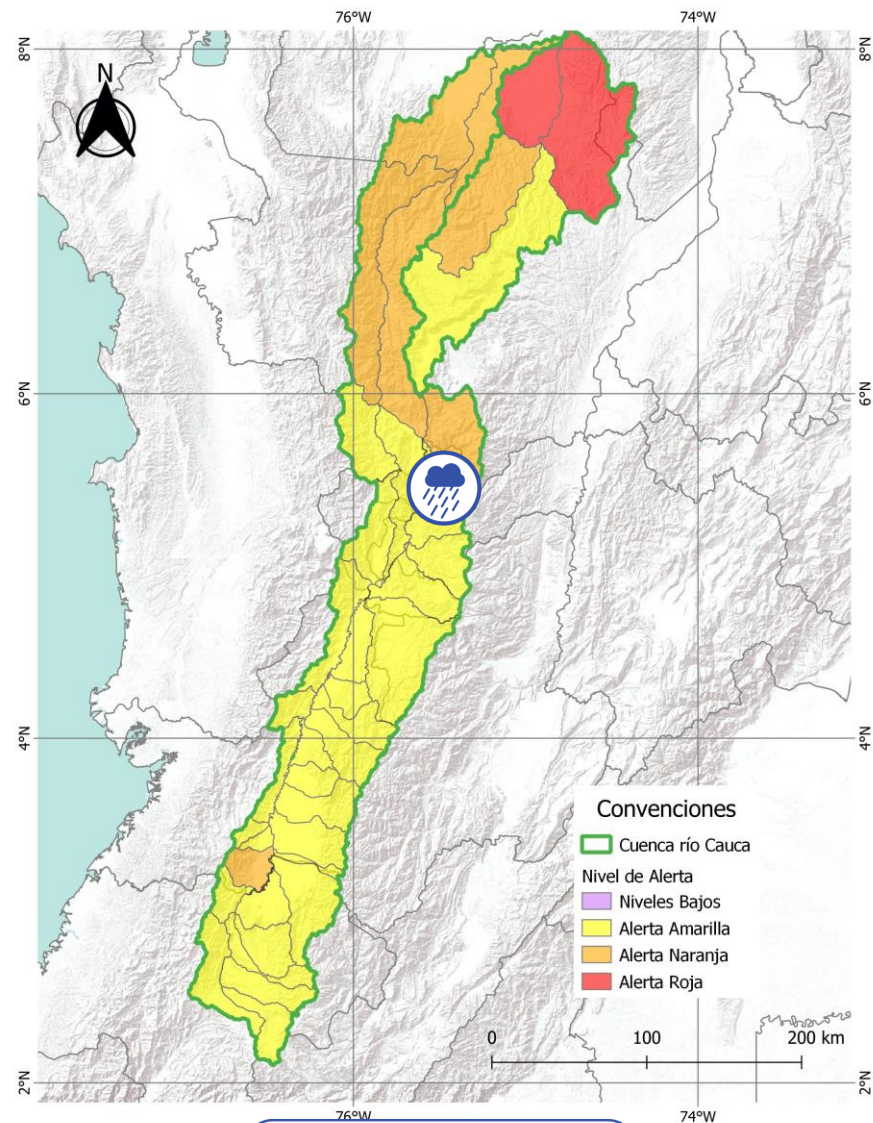 76°W
74°W
8°N
8°N
N
6°N
6°N
4°N
4°N
Convenciones
Cuenca río Cauca
Nivel de Alerta
Niveles Bajos
Alerta Amarilla
Alerta Naranja
Alerta Roja
0
100
200 km
2°N
2°N
76°W
74°W